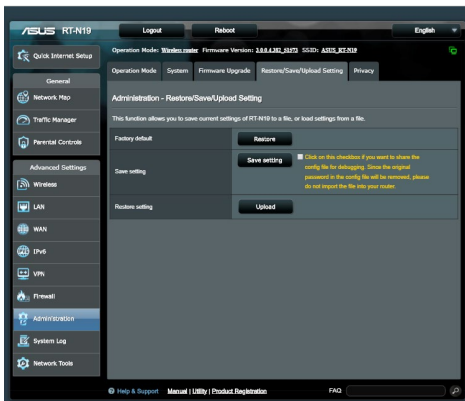 ASUS RT-N19
Logout
Reboot
English
Quick Internet Setup
Operation Mode: Wireless router Firmware Version: 3.0.0.4.382_51973 SSID: ASUS_RT-N19
Operation Mode
System
Firmware Upgrade
Restore/Save/Upload Setting
Privacy
General
Network Map
Traffic Manager
Parental Controls
Advanced Settings
Wireless
LAN
WAN
IPv6
VPN
Firewall
Administration
System Log
Network Tools
Administration - Restore/Save/Upload Setting
This function allows you to save current settings of RT-N19 to a file, or load settings from a file.
Factory default
Restore
Save setting
Save setting
Click on this checkbox if you want to share the
config file for debugging. Since the original
password in the config file will be removed, please
do not import the file into your router.
Restore setting
Upload
Help & Support Manual | Utility | Product Registration
FAQ